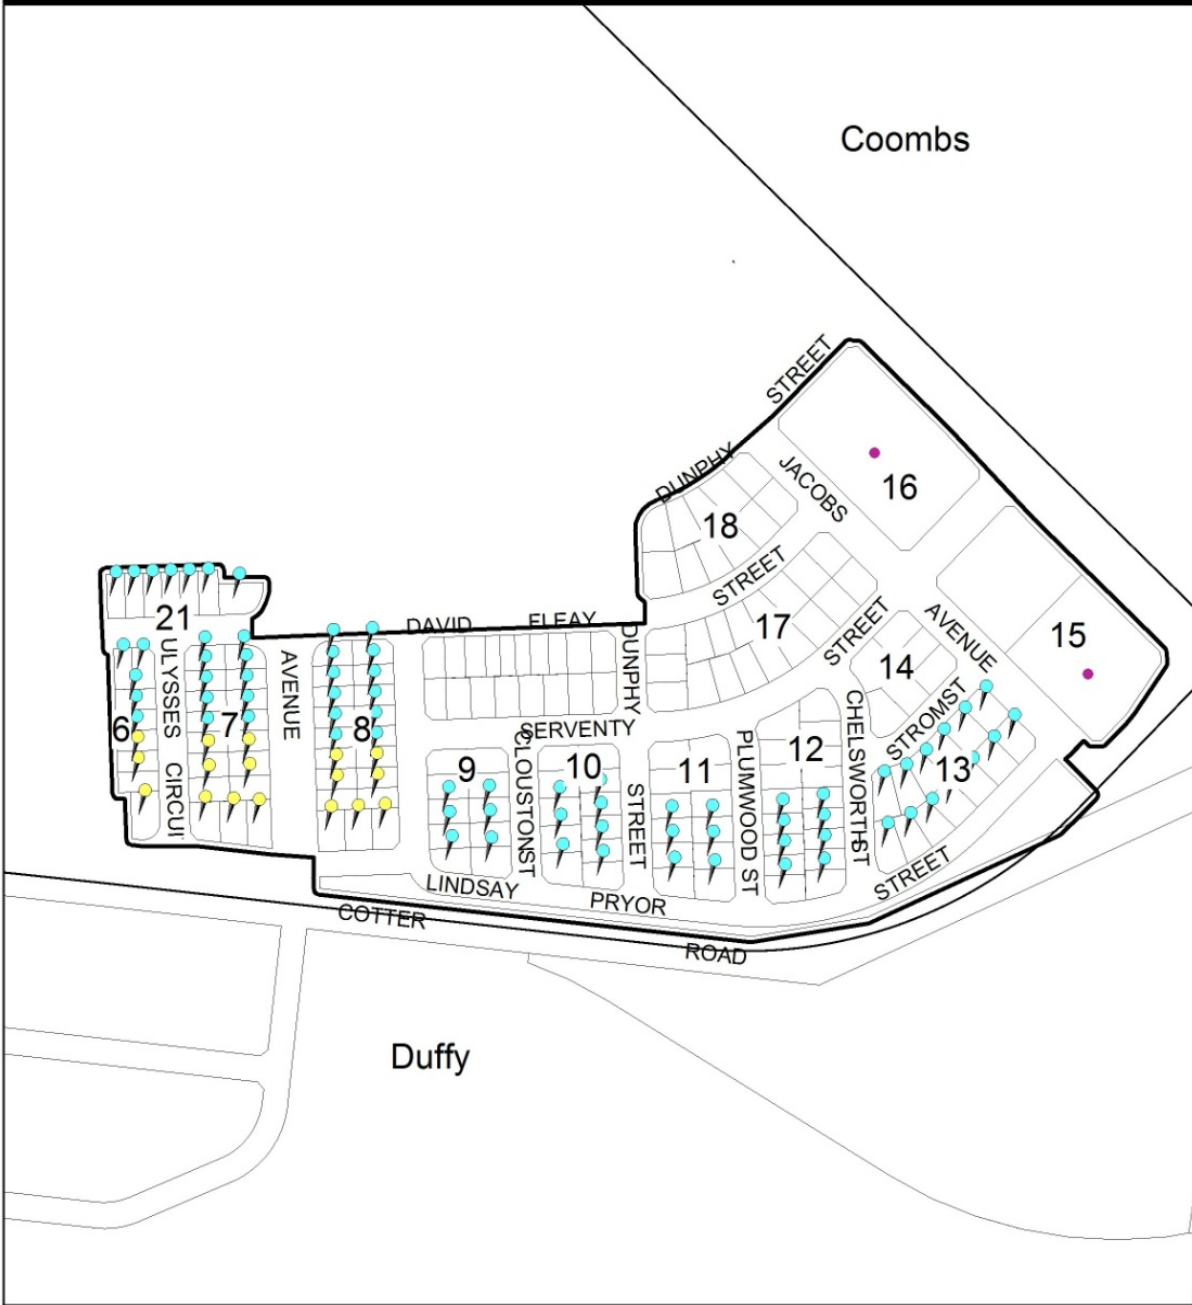 Coombs
STREET
DUNPHY
JACOBS
16
18
STREET
17
STREET
AVENUE
15
14
21
DAVID
FLEAY
DUNPHY
ULYSSES
CIRCUI
AVENUE
6
7
8
SERVENTY
CLOUSTONST
9
10
11
12
13
STREET
PLUMWOOD ST
CHELSWORTHST
STROMST
STREET
LINDSAY
PRYOR
COTTER
ROAD
Duffy